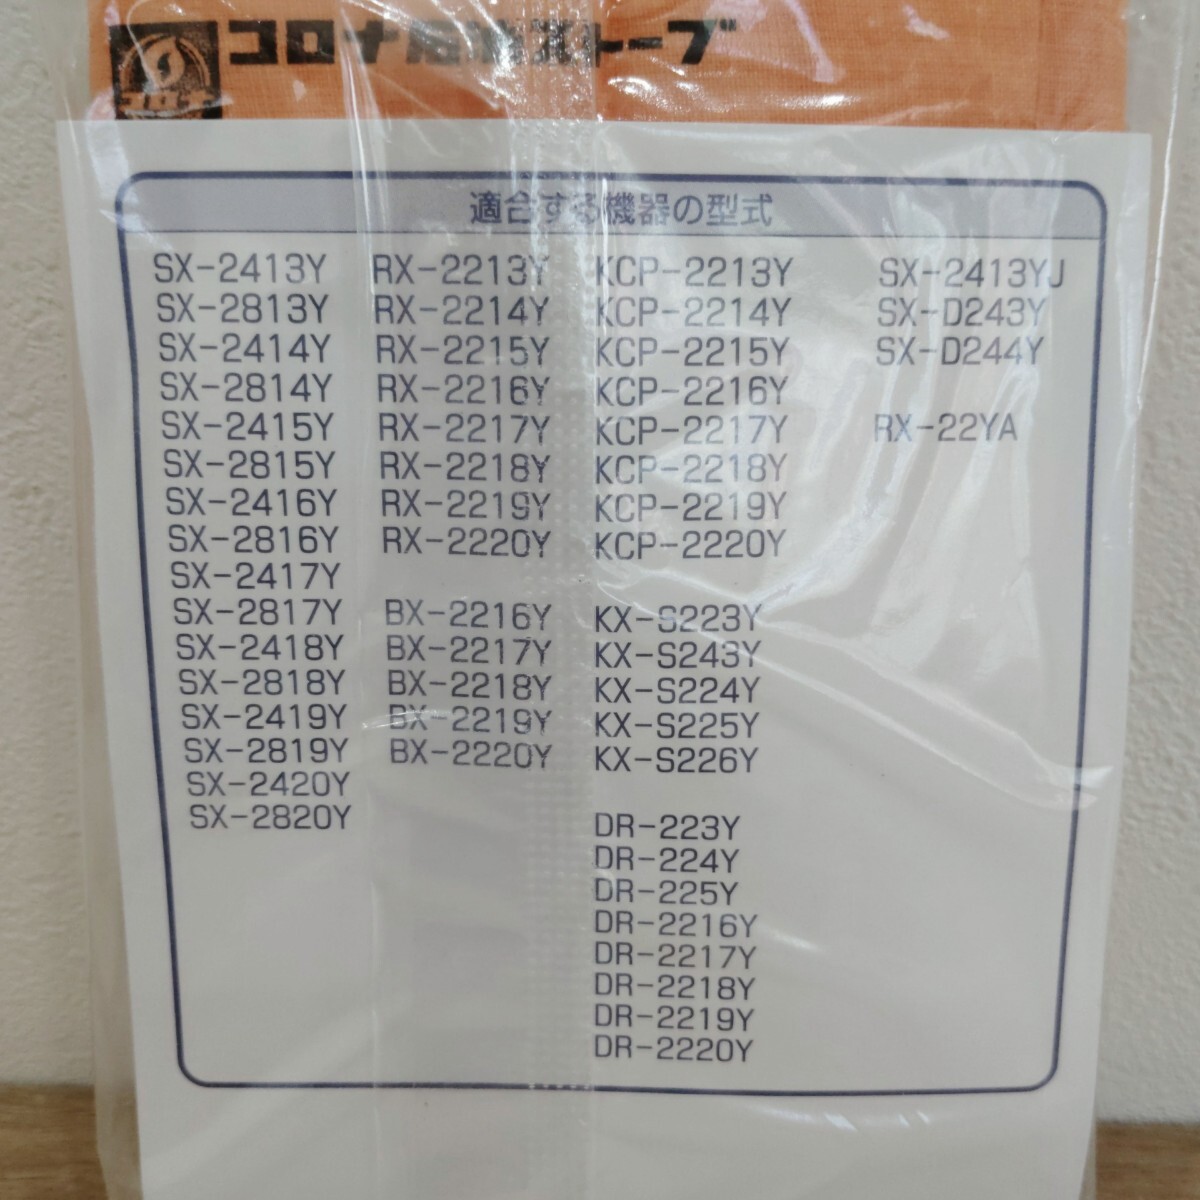 コロナ
コロナ石油ストーブ
適合する機器の型式
SX-2413Y RX-2213Y KCP-2213Y SX-2413YJ
SX-2813Y RX-2214Y KCP-2214Y SX-D243Y
SX-2414Y RX-2215Y KCP-2215Y SX-D244Y
SX-2814Y RX-2216Y KCP-2216Y
SX-2415Y RX-2217Y KCP-2217Y RX-22YA
SX-2815Y RX-2218Y KCP-2218Y
SX-2416Y RX-2219Y KCP-2219Y
SX-2816Y RX-2220Y KCP-2220Y
SX-2417Y
SX-2817Y BX-2216Y KX-S223Y
SX-2418Y BX-2217Y KX-S243Y
SX-2818Y BX-2218Y KX-S224Y
SX-2419Y BX-2219Y KX-S225Y
SX-2819Y BX-2220Y KX-S226Y
SX-2420Y
SX-2820Y DR-223Y
DR-224Y
DR-225Y
DR-2216Y
DR-2217Y
DR-2218Y
DR-2219Y
DR-2220Y